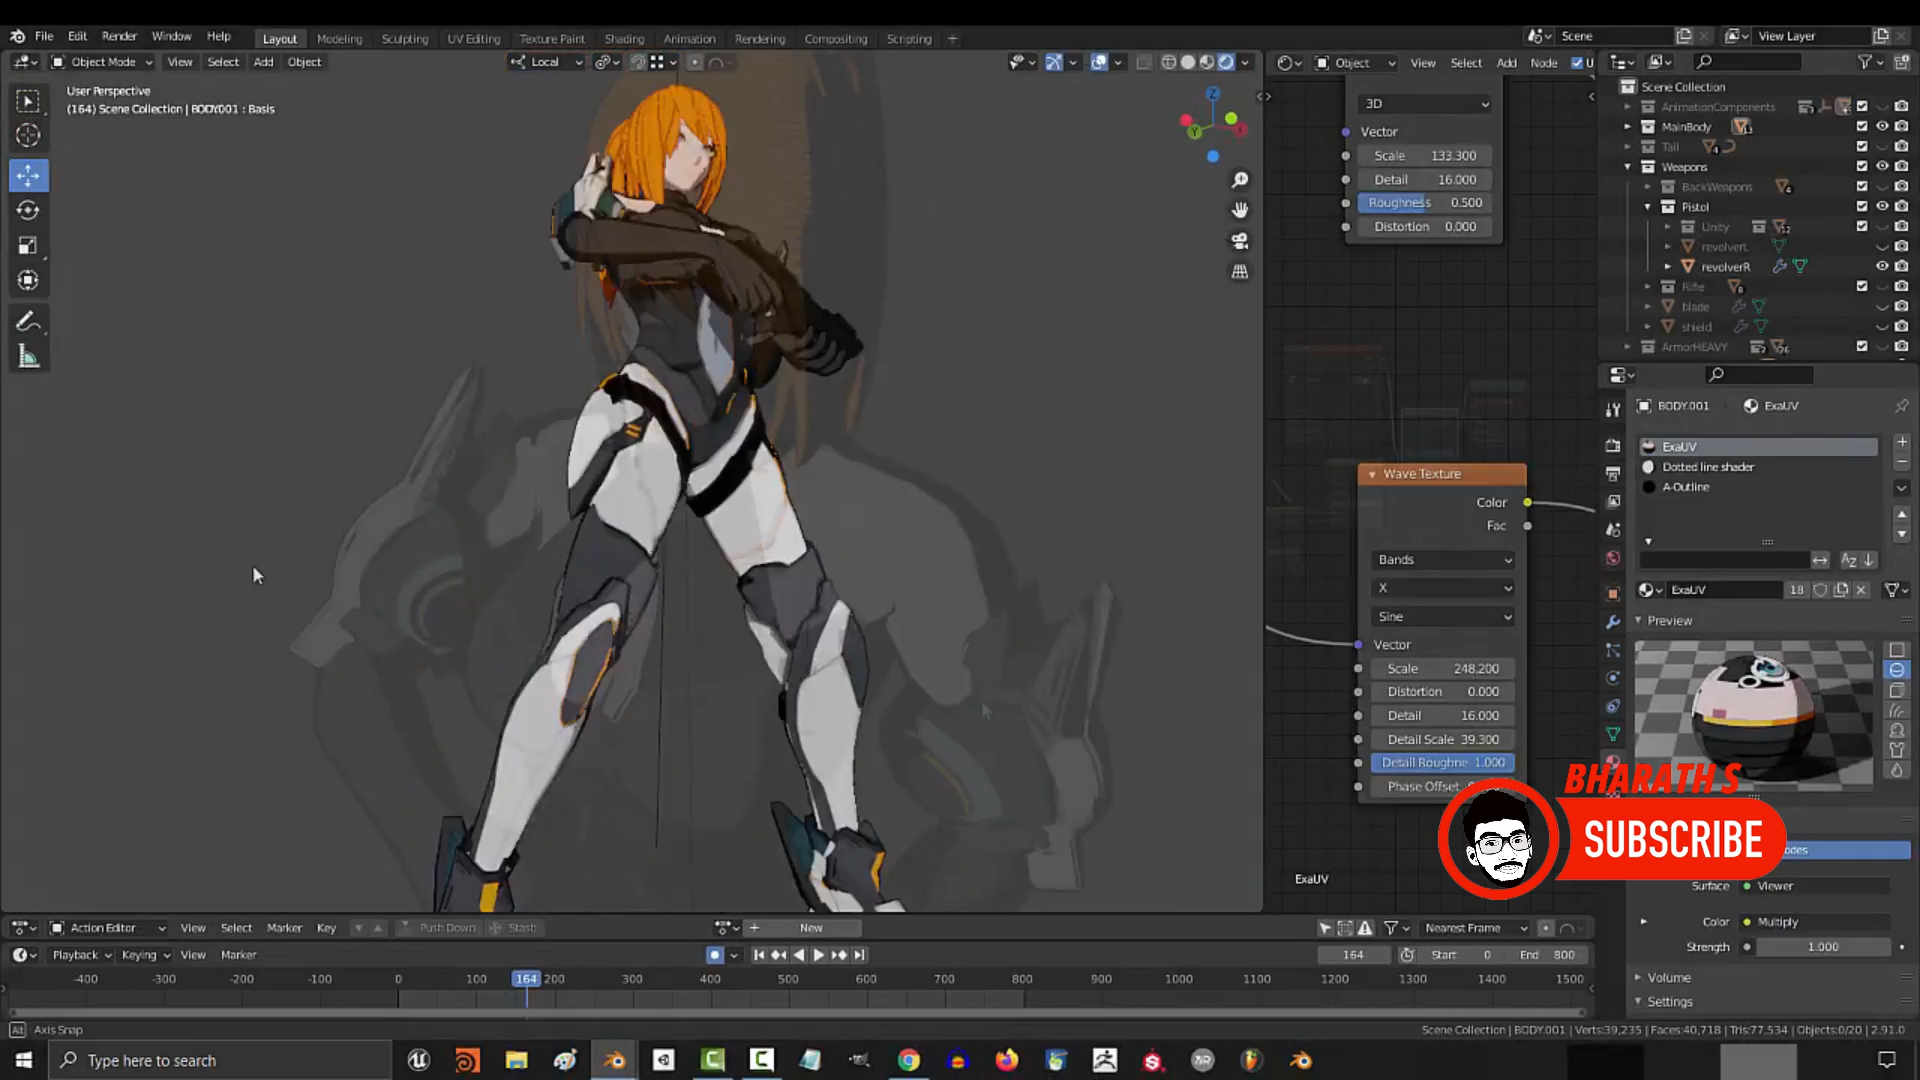 File Edit Render Window Help
Layout Modeling Sculpting UV Editing Texture Paint Shading Animation Rendering Compositing Scripting +
Scene
View Layer
Object Mode View Select Add Object
Local
Object View Select Add Node U
User Perspective
(164) Scene Collection | BODY.001 : Basis
Z
Y
X
3D
Vector
Scale 133.300
Detail 16.000
Roughness 0.500
Distortion 0.000
Wave Texture
Color
Fac
Bands
X
Sine
Vector
Scale 248.200
Distortion 0.000
Detail 16.000
Detail Scale 39.300
Detail Roughne 1.000
Phase Offset
ExaUV
Scene Collection
AnimationComponents
MainBody
Tail
Weapons
BackWeapons
Pistol
Unity
revolverL
revolverR
Rifle
blade
shield
ArmorHEAVY
BODY.001 ExaUV
ExaUV
Dotted line shader
A-Outline
ExaUV 18
Preview
BHARATH S
SUBSCRIBE
odes
Surface Viewer
Color Multiply
Strength 1.000
Volume
Settings
Action Editor View Select Marker Key Push Down Stash New Nearest Frame
Playback Keying View Marker 164 Start 0 End 800
-400 -300 -200 -100 0 100 164 200 300 400 500 600 700 800 900 1000 1100 1200 1300 1400 1500
Alt Axis Snap
Scene Collection | BODY.001 | Verts:39,235 | Faces:40,718 | Tris:77,534 | Objects:0/20 | 2.91.0
Type here to search